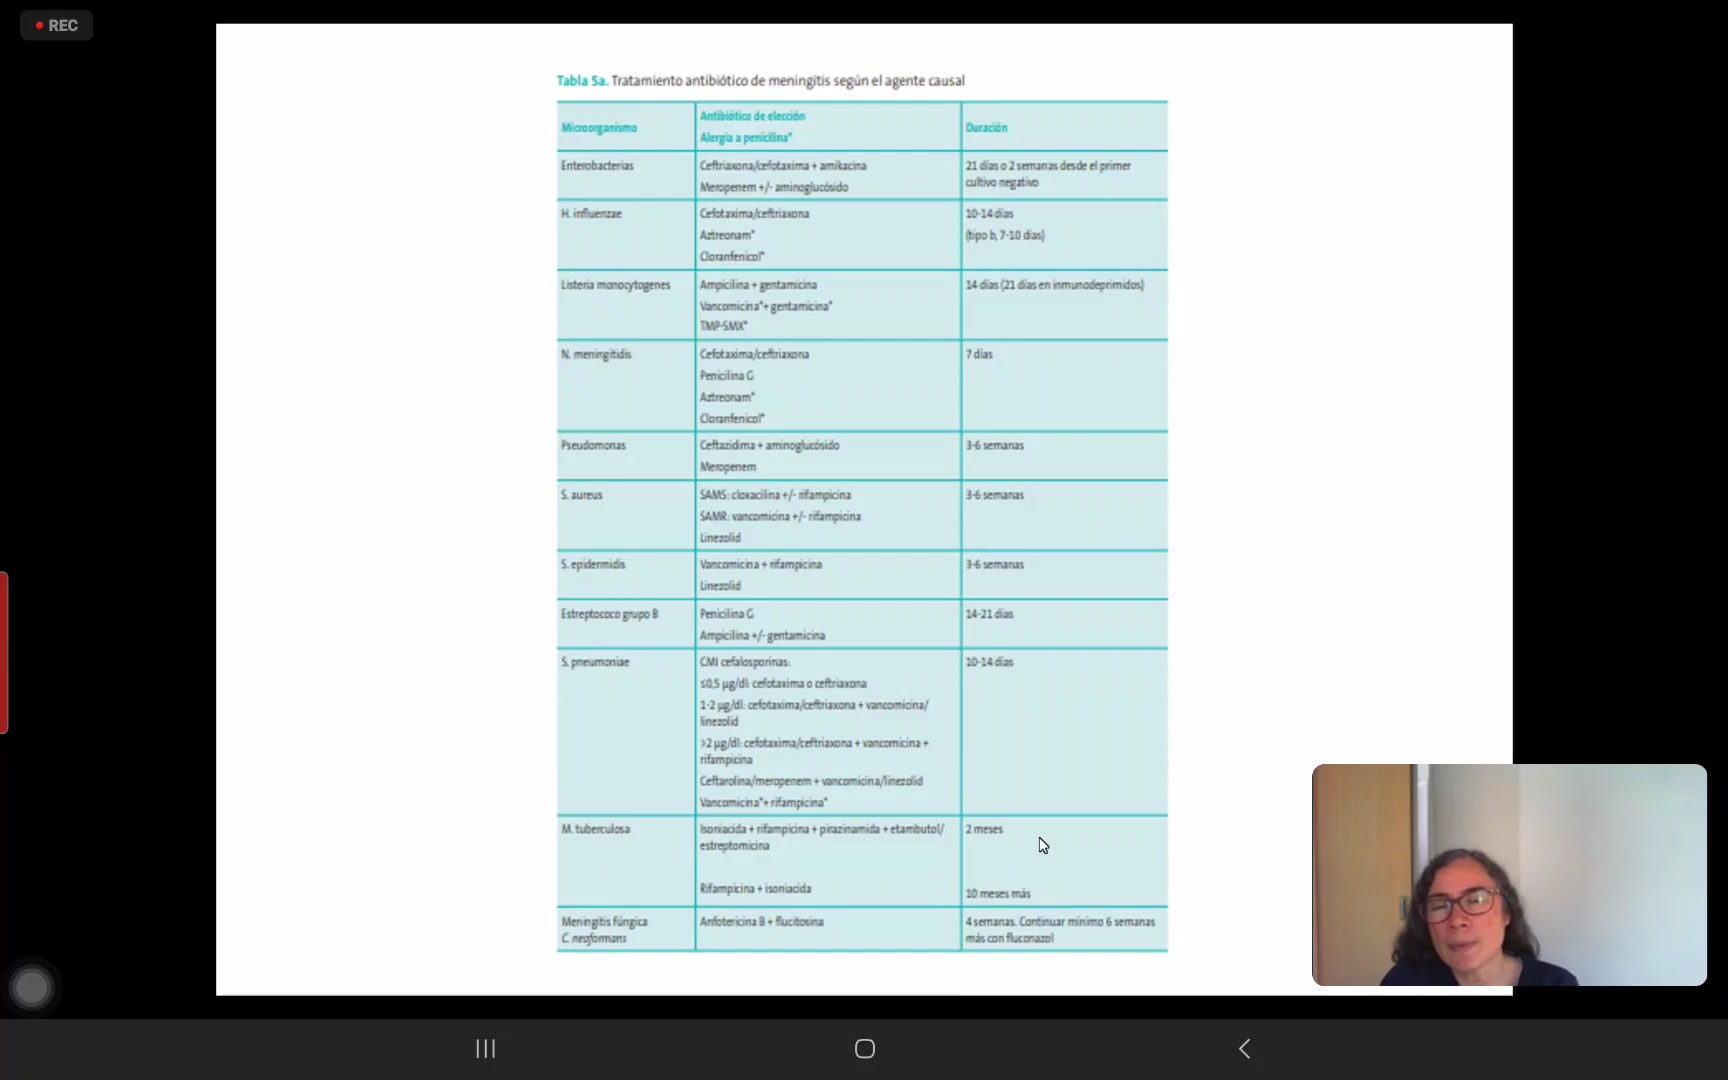 REC
Tabla 5a. Tratamiento antibiótico de meningitis según el agente causal
Microorganismo
Antibiótico de elección
Alergia a penicilina*
Duración
Enterobacterias
Ceftriaxona/cefotaxima + amikacina
Meropenem +/- aminoglucósido
21 días o 2 semanas desde el primer
cultivo negativo
H. influenzae
Cefotaxima/ceftriaxona
Aztreonam*
Cloranfenicol*
10-14 días
(tipo b, 7-10 días)
Listeria monocytogenes
Ampicilina + gentamicina
Vancomicina*+ gentamicina*
TMP-SMX*
14 días (21 días en inmunodeprimidos)
N. meningitidis
Cefotaxima/ceftriaxona
Penicilina G
Aztreonam*
Cloranfenicol*
7 días
Pseudomonas
Ceftazidima + aminoglucósido
Meropenem
3-6 semanas
S. aureus
SAMS: cloxacilina +/- rifampicina
SAMR: vancomicina +/- rifampicina
Linezolid
3-6 semanas
S. epidermidis
Vancomicina + rifampicina
Linezolid
3-6 semanas
Estreptococo grupo B
Penicilina G
Ampicilina +/- gentamicina
14-21 días
S. pneumoniae
CMI cefalosporinas:
≤0,5 µg/dl: cefotaxima o ceftriaxona
1-2 µg/dl: cefotaxima/ceftriaxona + vancomicina/
linezolid
>2 µg/dl: cefotaxima/ceftriaxona + vancomicina +
rifampicina
Ceftarolina/meropenem + vancomicina/linezolid
Vancomicina*+ rifampicina*
10-14 días
M. tuberculosa
Isoniacida + rifampicina + pirazinamida + etambutol/
estreptomicina
2 meses
Rifampicina + isoniacida
10 meses más
Meningitis fúngica
C. neoformans
Anfotericina B + flucitosina
4 semanas. Continuar mínimo 6 semanas
más con fluconazol